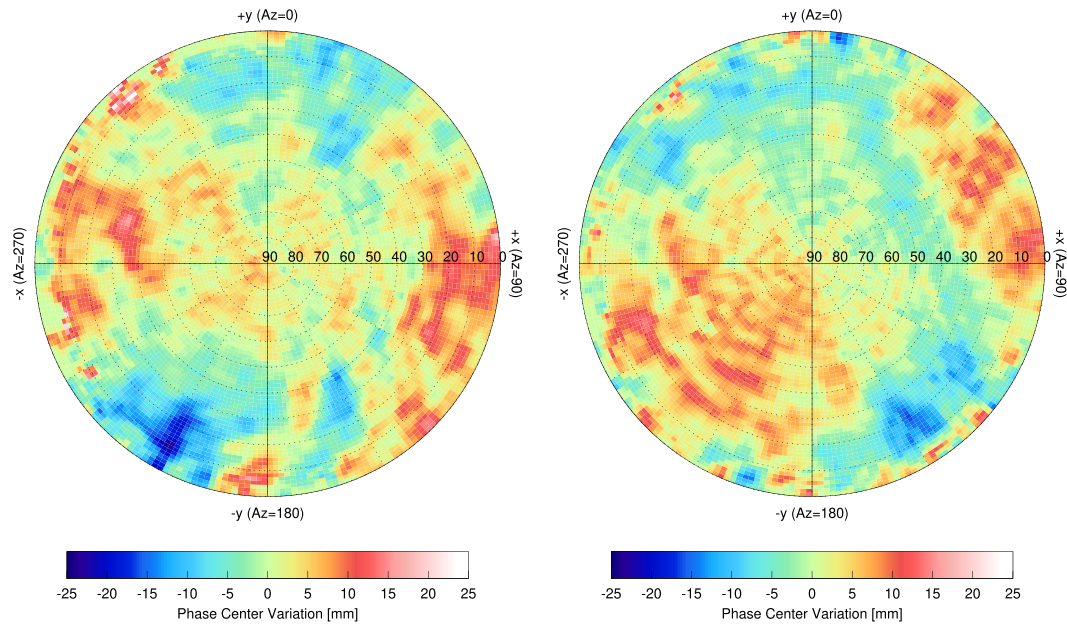 +y (Az=0)
+y (Az=0)
-x (Az=270)
90 80 70 60 50 40 30 20 10 0
+x (Az=90)
-x (Az=270)
90 80 70 60 50 40 30 20 10 0
+x (Az=90)
-y (Az=180)
-y (Az=180)
-25 -20 -15 -10 -5 0 5 10 15 20 25
-25 -20 -15 -10 -5 0 5 10 15 20 25
Phase Center Variation [mm]
Phase Center Variation [mm]